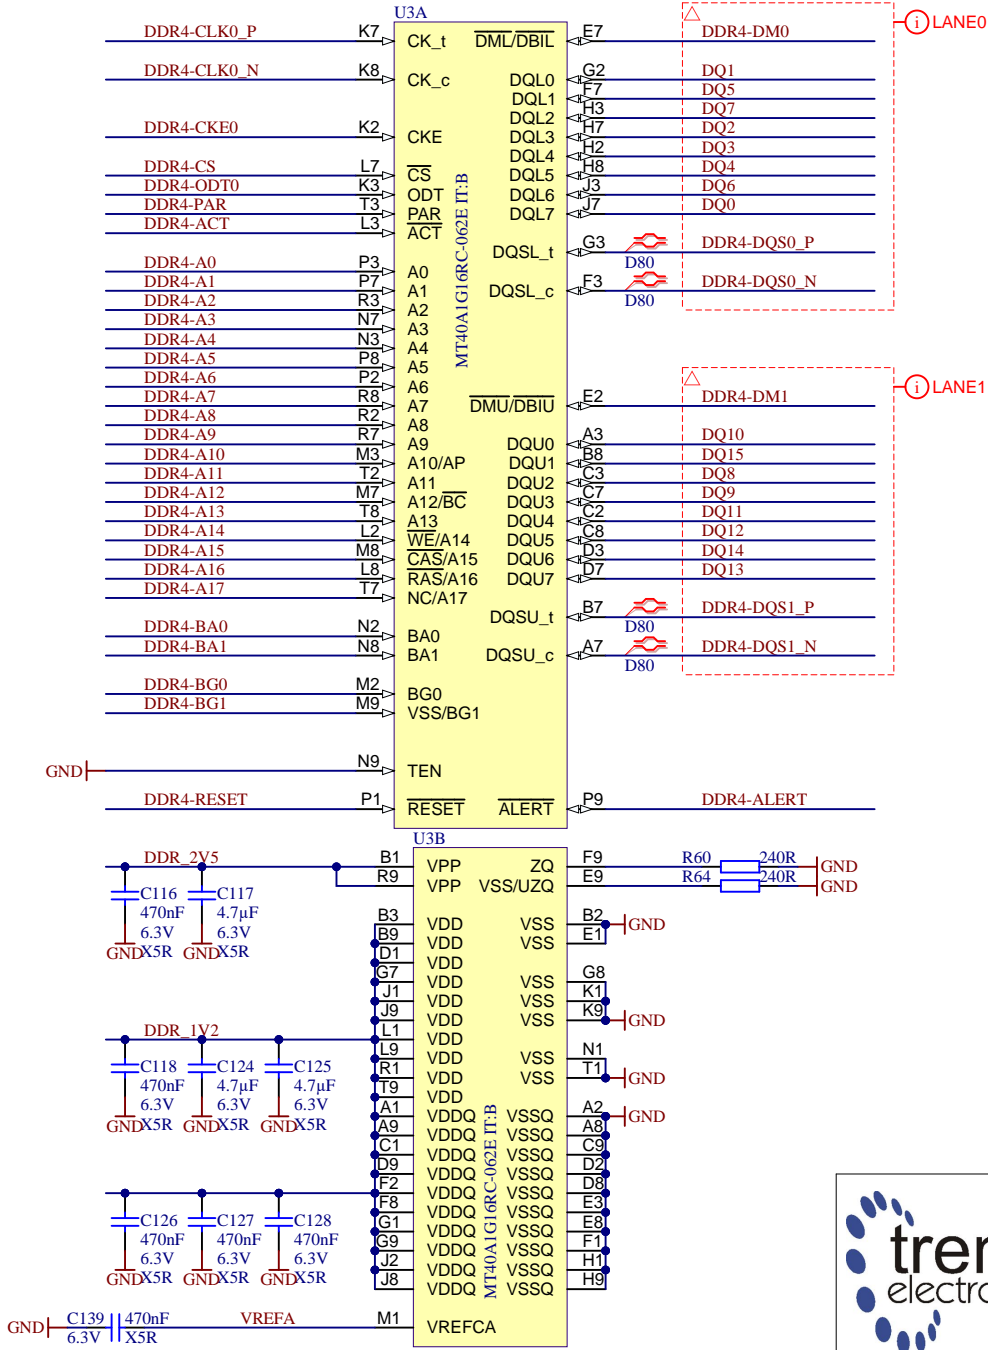 U3A
DDR4-CLK0_P K7 CK_t DML/DBIL E7 DDR4-DM0
LANE0
DDR4-CLK0_N K8 CK_c DQL0 G2 DQ1
DQL1 F7 DQ5
DQL2 H3 DQ7
DDR4-CKE0 K2 CKE DQL3 H7 DQ2
DQL4 H2 DQ3
DDR4-CS L7 CS DQL5 H8 DQ4
DDR4-ODT0 K3 ODT DQL6 J3 DQ6
DDR4-PAR T3 PAR DQL7 J7 DQ0
DDR4-ACT L3 ACT
DQSL_t G3 DDR4-DQS0_P
D80
DDR4-A0 P3 A0
DDR4-A1 P7 A1 DQSL_c F3 DDR4-DQS0_N
D80
DDR4-A2 R3 A2
DDR4-A3 N7 A3
DDR4-A4 N3 A4
DDR4-A5 P8 A5
DDR4-A6 P2 A6
DDR4-A7 R8 A7 DMU/DBIU E2 DDR4-DM1
LANE1
DDR4-A8 R2 A8
DDR4-A9 R7 A9 DQU0 A3 DQ10
DDR4-A10 M3 A10/AP DQU1 B8 DQ15
DDR4-A11 T2 A11 DQU2 C3 DQ8
DDR4-A12 M7 A12/BC DQU3 C7 DQ9
DDR4-A13 T8 A13 DQU4 C2 DQ11
DDR4-A14 L2 WE/A14 DQU5 C8 DQ12
DDR4-A15 M8 CAS/A15 DQU6 D3 DQ14
DDR4-A16 L8 RAS/A16 DQU7 D7 DQ13
DDR4-A17 T7 NC/A17
DQSU_t B7 DDR4-DQS1_P
D80
DDR4-BA0 N2 BA0
DDR4-BA1 N8 BA1 DQSU_c A7 DDR4-DQS1_N
D80
DDR4-BG0 M2 BG0
DDR4-BG1 M9 VSS/BG1
GND N9 TEN
DDR4-RESET P1 RESET ALERT P9 DDR4-ALERT
MT40A1G16RC-062E IT:B
U3B
DDR_2V5 B1 VPP ZQ F9 R60 240R GND
R9 VPP VSS/UZQ E9 R64 240R GND
C116 C117
470nF 4.7µF
6.3V 6.3V
GND X5R GND X5R
B3 VDD VSS B2 GND
B9 VDD VSS E1
D1 VDD
G7 VDD VSS G8
J1 VDD VSS K1
J9 VDD VSS K9 GND
DDR_1V2 L1 VDD
L9 VDD VSS N1
R1 VDD VSS T1 GND
T9 VDD
C118 C124 C125
470nF 4.7µF 4.7µF
6.3V 6.3V 6.3V
GND X5R GND X5R GND X5R
A1 VDDQ VSSQ A2 GND
A9 VDDQ VSSQ A8
C1 VDDQ VSSQ C9
D9 VDDQ VSSQ D2
F2 VDDQ VSSQ D8
F8 VDDQ VSSQ E3
G1 VDDQ VSSQ E8
G9 VDDQ VSSQ F1
J2 VDDQ VSSQ H1
J8 VDDQ VSSQ H9
C126 C127 C128
470nF 470nF 470nF
6.3V 6.3V 6.3V
GND X5R GND X5R GND X5R
MT40A1G16RC-062E IT:B
GND C139 470nF VREFA M1 VREFCA
6.3V X5R
tren
electro